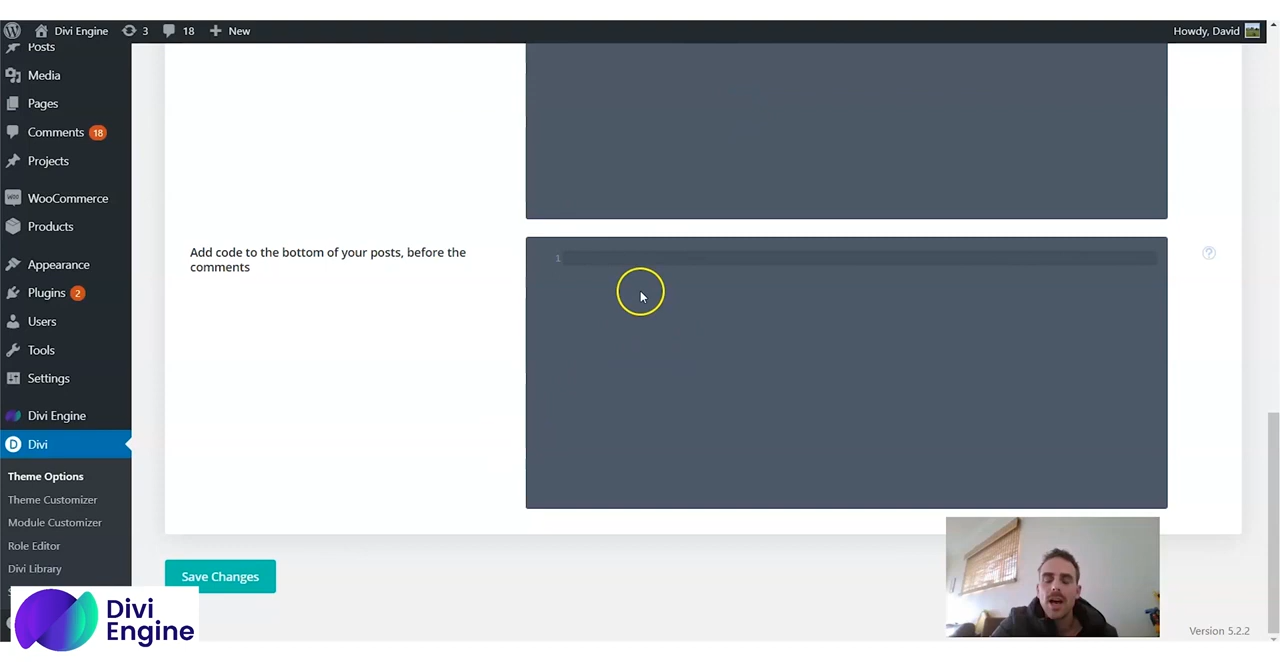 Divi Engine
3
18
New
Howdy, David
Posts
Media
Pages
Comments 18
Projects
WooCommerce
Products
Appearance
Plugins 2
Users
Tools
Settings
Divi Engine
Divi
Theme Options
Theme Customizer
Module Customizer
Role Editor
Divi Library
Add code to the bottom of your posts, before the
comments
1
Save Changes
Divi
Engine
Version 5.2.2